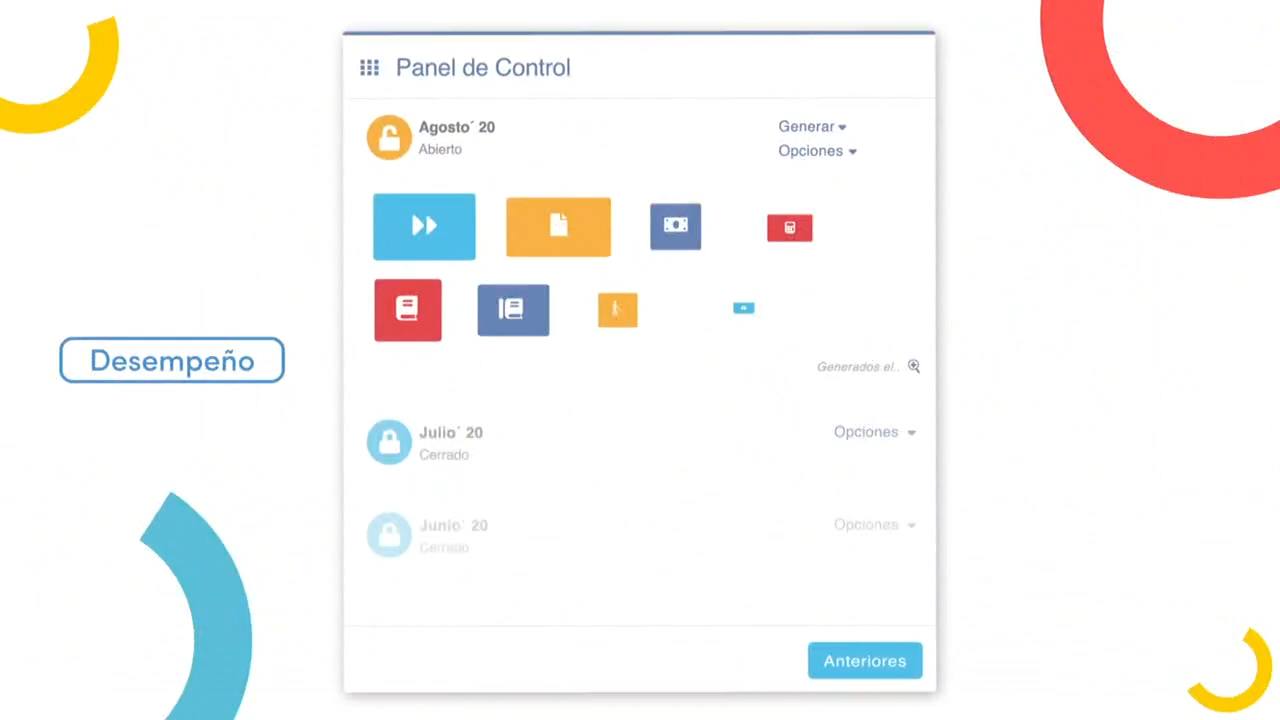 Panel de Control
Agosto´ 20
Abierto
Generar
Opciones
Generados el..
Desempeño
Julio´ 20
Cerrado
Opciones
Junio´ 20
Cerrado
Opciones
Anteriores